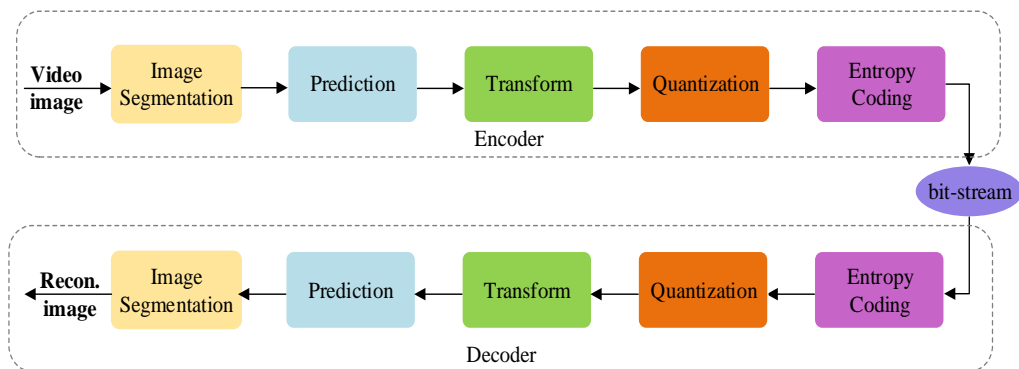 Video
image
Image
Segmentation
Prediction
Transform
Quantization
Entropy
Coding
Encoder
bit-stream
Recon.
image
Image
Segmentation
Prediction
Transform
Quantization
Entropy
Coding
Decoder